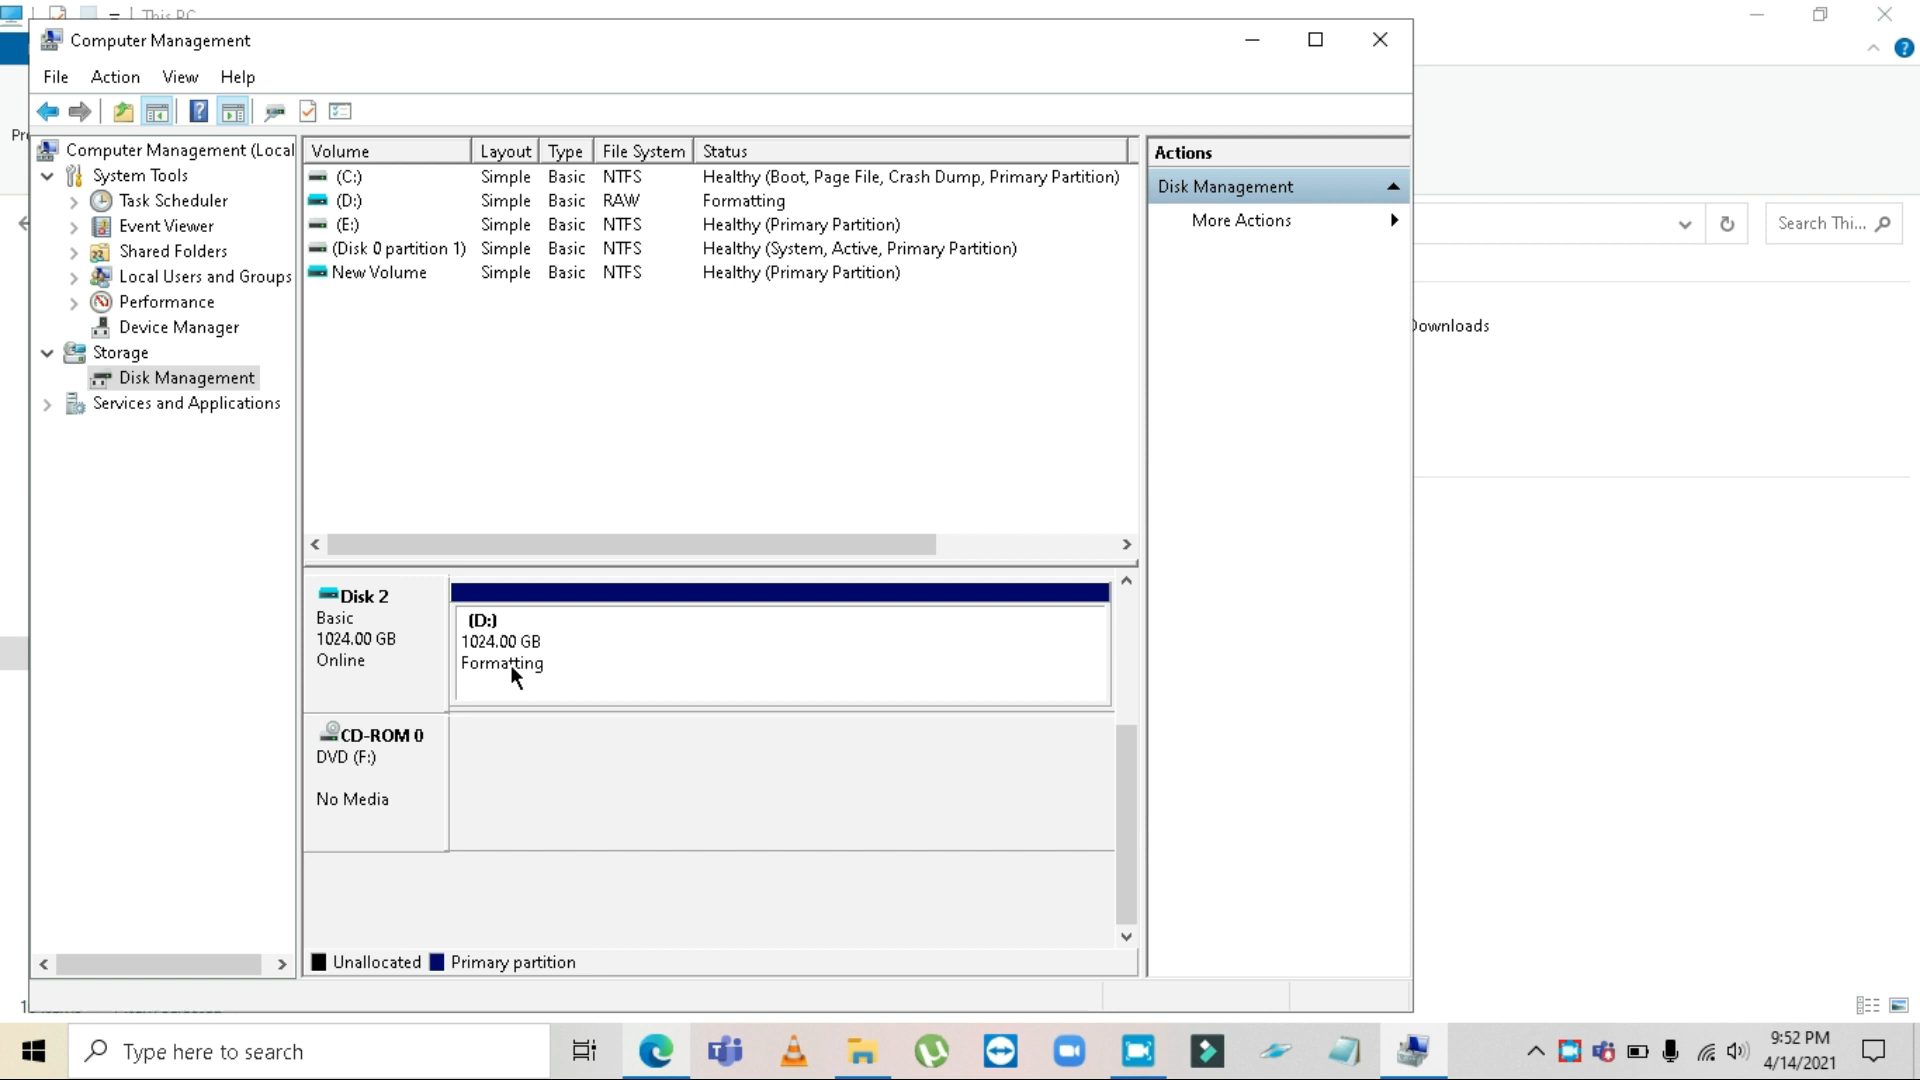 This PC
Computer Management
File Action View Help
Pr
Computer Management (Local
System Tools
Task Scheduler
Event Viewer
Shared Folders
Local Users and Groups
Performance
Device Manager
Storage
Disk Management
Services and Applications
Volume Layout Type File System Status
(C:) Simple Basic NTFS Healthy (Boot, Page File, Crash Dump, Primary Partition)
(D:) Simple Basic RAW Formatting
(E:) Simple Basic NTFS Healthy (Primary Partition)
(Disk 0 partition 1) Simple Basic NTFS Healthy (System, Active, Primary Partition)
New Volume Simple Basic NTFS Healthy (Primary Partition)
Actions
Disk Management
More Actions
Search Thi...
Downloads
Disk 2
Basic
1024.00 GB
Online
(D:)
1024.00 GB
Formatting
CD-ROM 0
DVD (F:)
No Media
Unallocated Primary partition
Type here to search
9:52 PM
4/14/2021